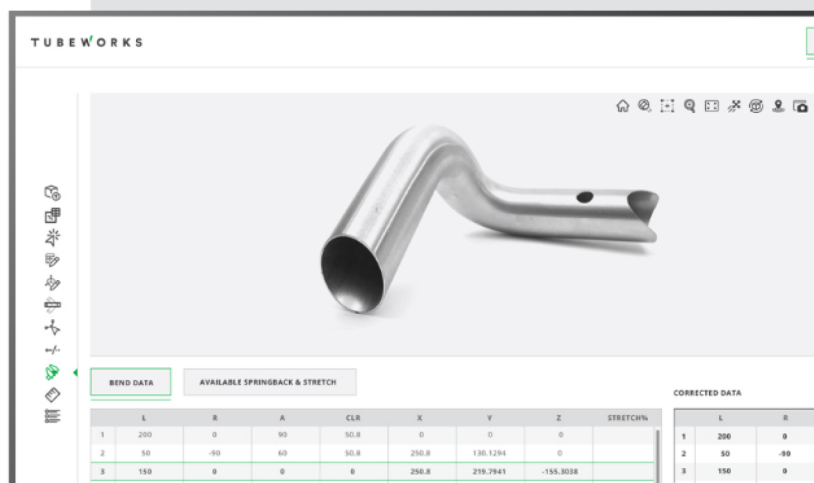 TUBEWORKS
BEND DATA
AVAILABLE SPRINGBACK & STRETCH
CORRECTED DATA
L R A CLR X Y Z STRETCH%
1 200 0 90 50.8 0 0 0
2 50 -90 60 50.8 250.8 130.1294 0
3 150 0 0 0 250.8 219.7941 -155.3038
L R
1 200 0
2 50 -90
3 150 0